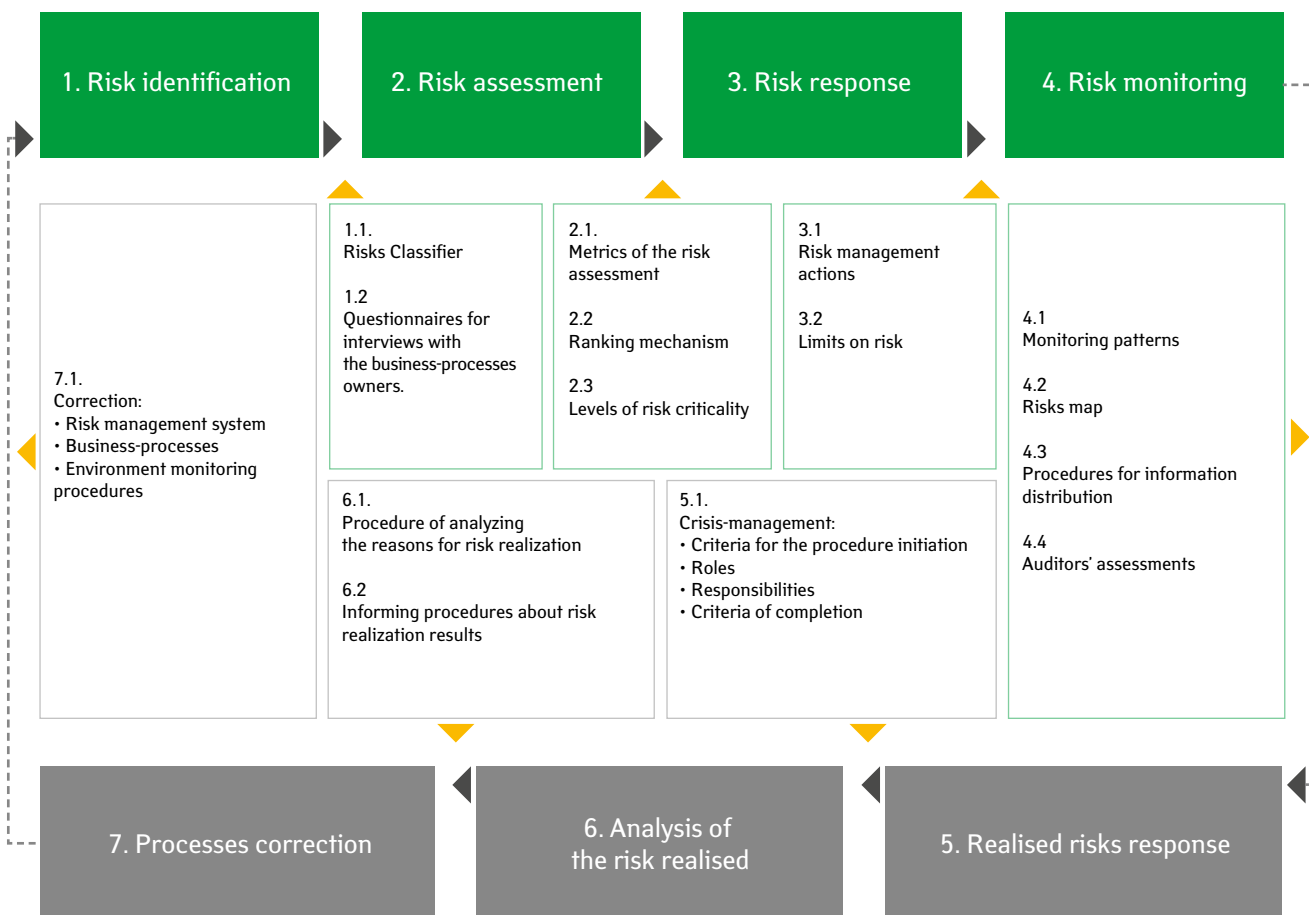 1. Risk identification
2. Risk assessment
3. Risk response
4. Risk monitoring
7.1.
Correction:
• Risk management system
• Business-processes
• Environment monitoring
procedures
1.1.
Risks Classifier
1.2
Questionnaires for
interviews with
the business-processes
owners.
2.1.
Metrics of the risk
assessment
2.2
Ranking mechanism
2.3
Levels of risk criticality
3.1
Risk management
actions
3.2
Limits on risk
4.1
Monitoring patterns
4.2
Risks map
4.3
Procedures for information
distribution
4.4
Auditors' assessments
6.1.
Procedure of analyzing
the reasons for risk realization
6.2
Informing procedures about risk
realization results
5.1.
Crisis-management:
• Criteria for the procedure initiation
• Roles
• Responsibilities
• Criteria of completion
7. Processes correction
6. Analysis of
the risk realised
5. Realised risks response